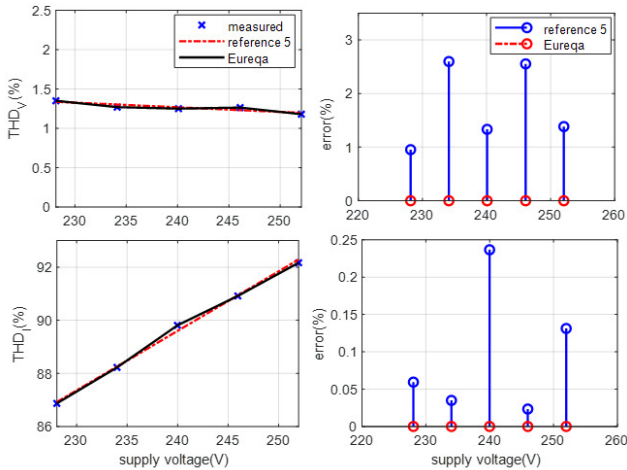 THD_V(%)
2.5
2
1.5
1
0.5
0
230 235 240 245 250
measured
reference 5
Eureqa
error(%)
3
2
1
0
220 230 240 250 260
reference 5
Eureqa
THD_I(%)
92
90
88
86
230 235 240 245 250
supply voltage(V)
error(%)
0.25
0.2
0.15
0.1
0.05
0
220 230 240 250 260
supply voltage(V)